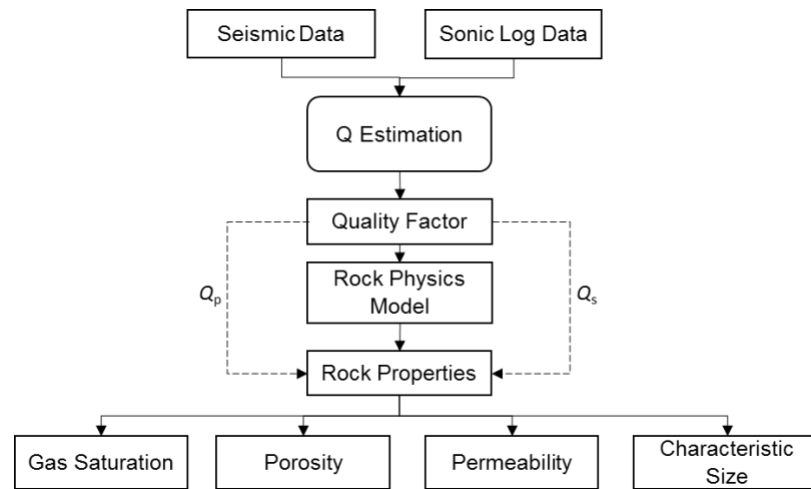 Seismic Data
Sonic Log Data
Q Estimation
Quality Factor
Rock Physics
Model
Qp
Qs
Rock Properties
Gas Saturation
Porosity
Permeability
Characteristic
Size